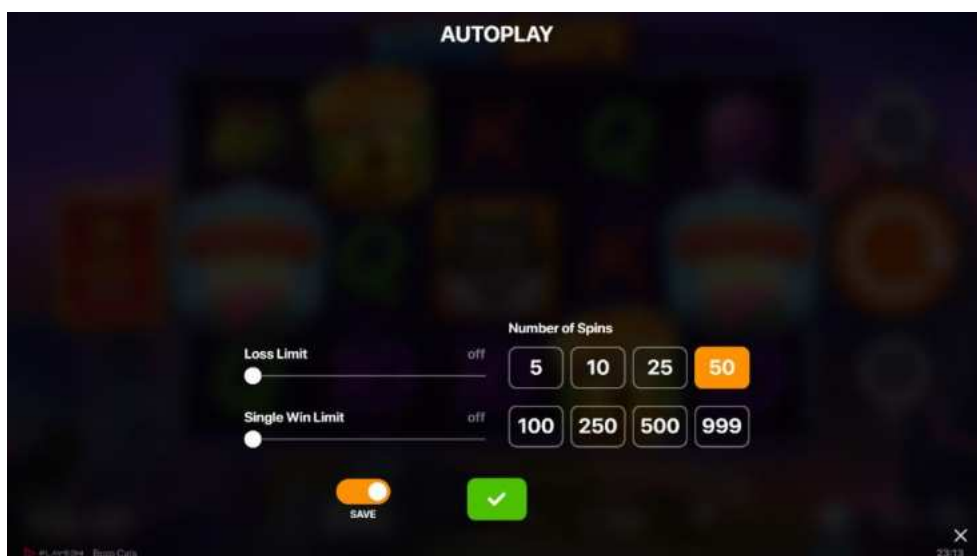 AUTOPLAY
Number of Spins
Loss Limit off
5 10 25 50
Single Win Limit off
100 250 500 999
SAVE
23:13